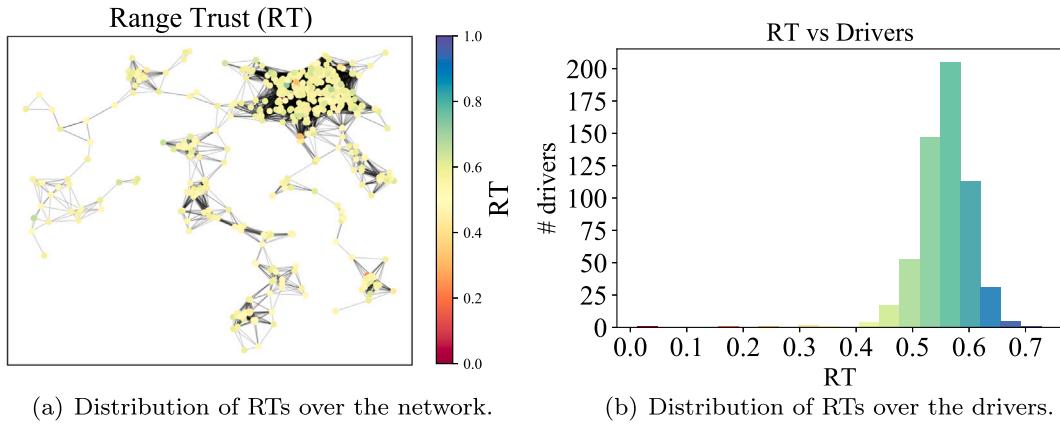 Range Trust (RT)
1.0
0.8
0.6
0.4
0.2
0.0
RT
(a) Distribution of RTs over the network.
RT vs Drivers
# drivers
200
175
150
125
100
75
50
25
0
0.0 0.1 0.2 0.3 0.4 0.5 0.6 0.7
RT
(b) Distribution of RTs over the drivers.